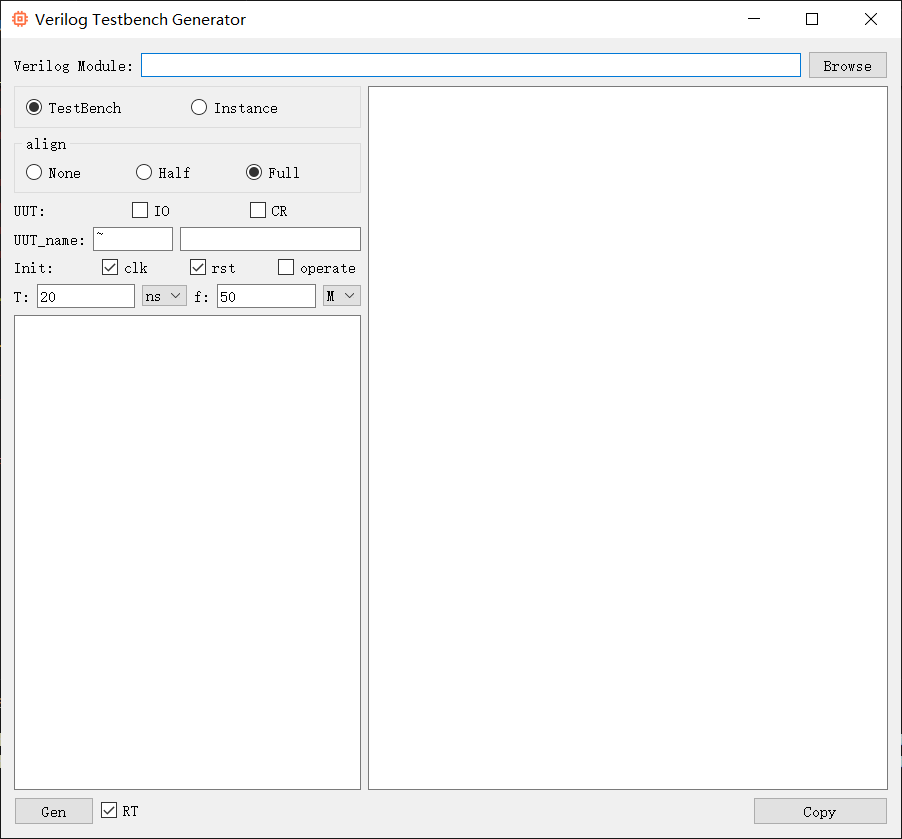 Verilog Testbench Generator
Verilog Module: Browse
TestBench Instance
align
None Half Full
UUT: IO CR
UUT_name: ~
Init: clk rst operate
T: 20 ns f: 50 M
Gen RT Copy